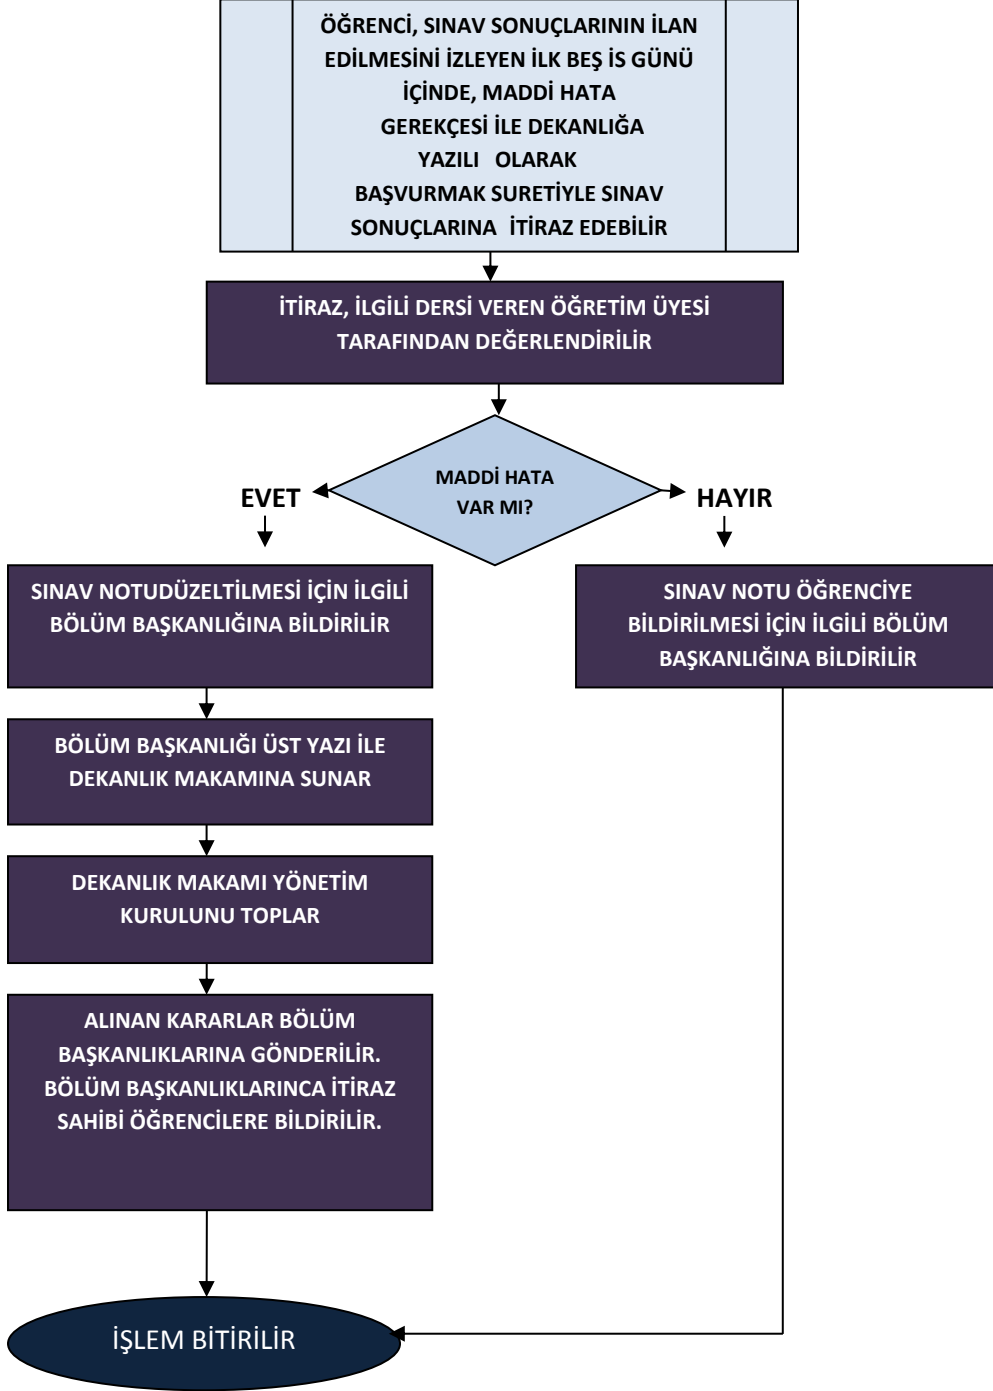 ÖĞRENCİ, SINAV SONUÇLARININ İLAN
EDİLMESİNİ İZLEYEN İLK BEŞ İS GÜNÜ
İÇİNDE, MADDİ HATA
GEREKÇESİ İLE DEKANLIĞA
YAZILI OLARAK
BAŞVURMAK SURETİYLE SINAV
SONUÇLARINA İTİRAZ EDEBİLİR
İTİRAZ, İLGİLİ DERSİ VEREN ÖĞRETİM ÜYESİ
TARAFINDAN DEĞERLENDİRİLİR
MADDİ HATA
VAR MI?
EVET
HAYIR
SINAV NOTUDÜZELTİLMESİ İÇİN İLGİLİ
BÖLÜM BAŞKANLIĞINA BİLDİRİLİR
SINAV NOTU ÖĞRENCİYE
BİLDİRİLMESİ İÇİN İLGİLİ BÖLÜM
BAŞKANLIĞINA BİLDİRİLİR
BÖLÜM BAŞKANLIĞI ÜST YAZI İLE
DEKANLIK MAKAMINA SUNAR
DEKANLIK MAKAMI YÖNETİM
KURULUNU TOPLAR
ALINAN KARARLAR BÖLÜM
BAŞKANLIKLARINA GÖNDERİLİR.
BÖLÜM BAŞKANLIKLARINCA İTİRAZ
SAHİBİ ÖĞRENCİLERE BİLDİRİLİR.
İŞLEM BİTİRİLİR